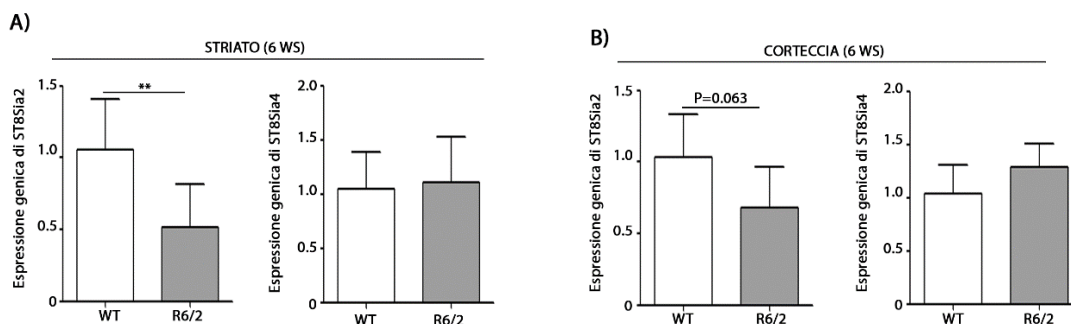 A)
STRIATO (6 WS)
Espressione genica di ST8Sia2
1.5
1.0
0.5
0
**
WT
R6/2
Espressione genica di ST8Sia4
2.0
1.5
1.0
0.5
0
WT
R6/2
B)
CORTECCIA (6 WS)
Espressione genica di ST8Sia2
1.5
1.0
0.5
0
P=0.063
WT
R6/2
Espressione genica di ST8Sia4
2.0
1.5
1.0
0.5
0
WT
R6/2